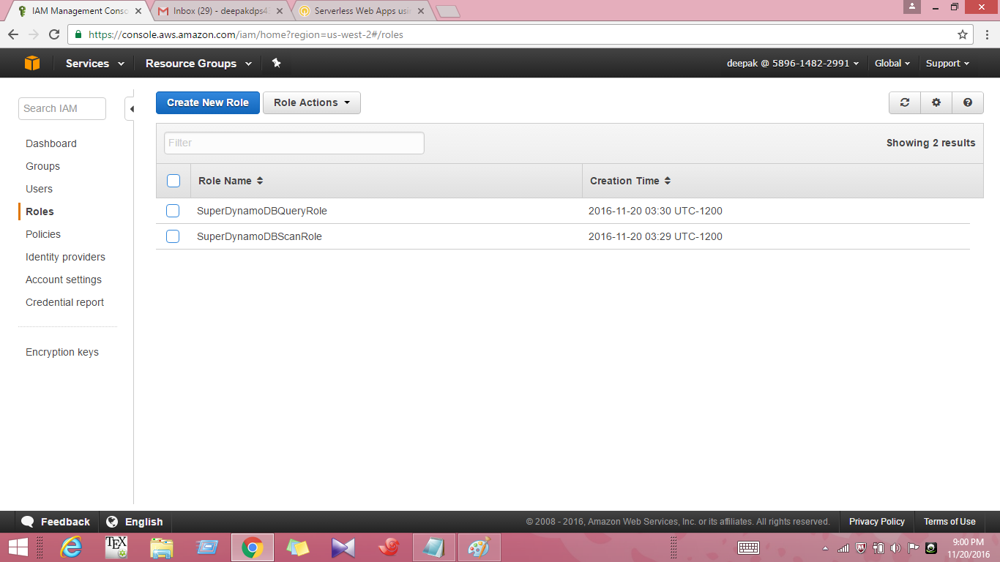 IAM Management Conso
Inbox (29) - deepakdps4
Serverless Web Apps usi
https://console.aws.amazon.com/iam/home?region=us-west-2#/roles
Services
Resource Groups
deepak @ 5896-1482-2991
Global
Support
Search IAM
Create New Role
Role Actions
Filter
Showing 2 results
Dashboard
Groups
Users
Roles
Policies
Identity providers
Account settings
Credential report
Encryption keys
Role Name
Creation Time
SuperDynamoDBQueryRole
2016-11-20 03:30 UTC-1200
SuperDynamoDBScanRole
2016-11-20 03:29 UTC-1200
Feedback
English
© 2008 - 2016, Amazon Web Services, Inc. or its affiliates. All rights reserved.
Privacy Policy
Terms of Use
TEX
9:00 PM
11/20/2016